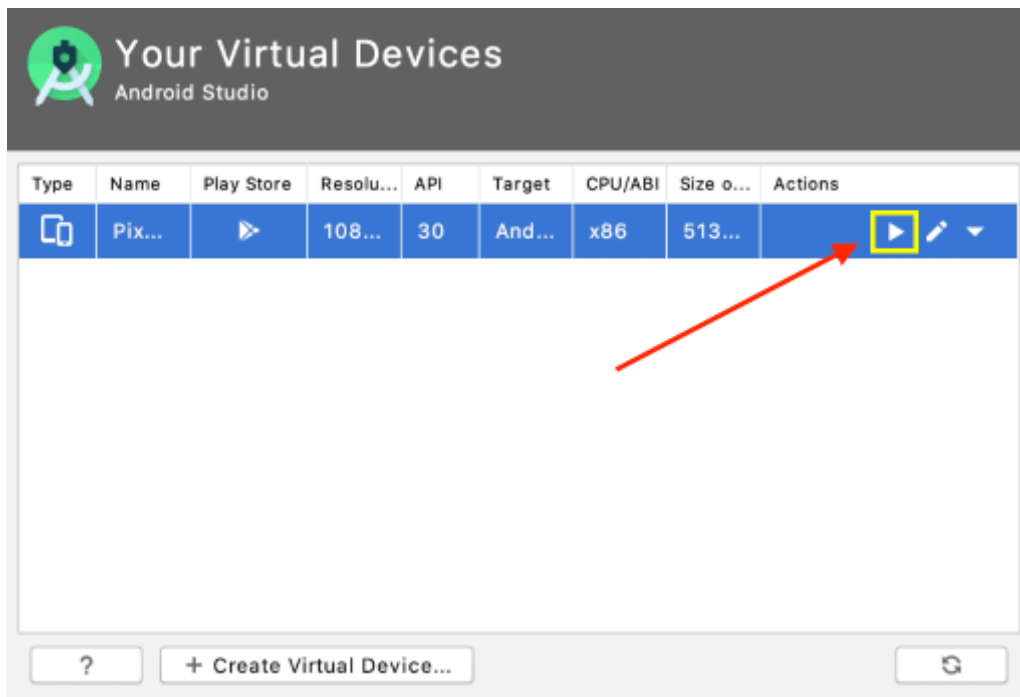 Your Virtual Devices
Android Studio
Type Name Play Store Resolu... API Target CPU/ABI Size o... Actions
Pix... 108... 30 And... x86 513...
? + Create Virtual Device...